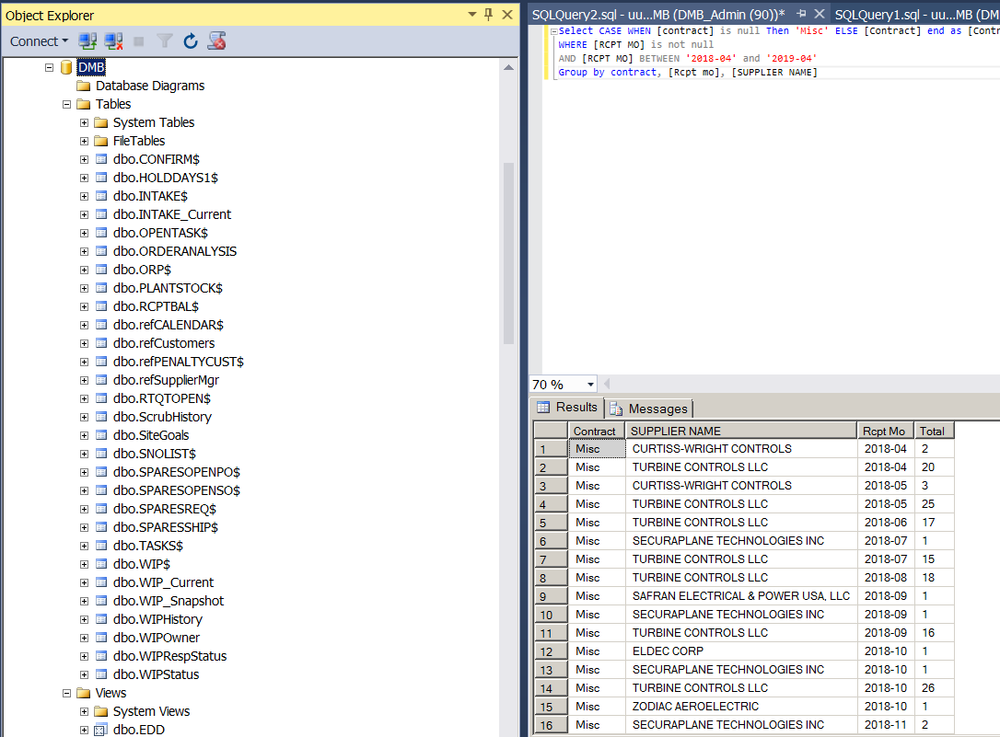 Object Explorer
Connect
DMB
Database Diagrams
Tables
System Tables
FileTables
dbo.CONFIRM$
dbo.HOLDDAYS1$
dbo.INTAKE$
dbo.INTAKE_Current
dbo.OPENTASK$
dbo.ORDERANALYSIS
dbo.ORP$
dbo.PLANTSTOCK$
dbo.RCPTBAL$
dbo.refCALENDAR$
dbo.refCustomers
dbo.refPENALTYCUST$
dbo.refSupplierMgr
dbo.RTQTOPEN$
dbo.ScrubHistory
dbo.SiteGoals
dbo.SNOLIST$
dbo.SPARESOPENPO$
dbo.SPARESOPENSO$
dbo.SPARESREQ$
dbo.SPARESSHIP$
dbo.TASKS$
dbo.WIP$
dbo.WIP_Current
dbo.WIP_Snapshot
dbo.WIPHistory
dbo.WIPOwner
dbo.WIPRespStatus
dbo.WIPStatus
Views
System Views
dbo.EDD
SQLQuery2.sql - uu...MB (DMB_Admin (90))* SQLQuery1.sql - uu...MB (DM
Select CASE WHEN [contract] is null Then 'Misc' ELSE [Contract] end as [Contr
WHERE [RCPT MO] is not null
AND [RCPT MO] BETWEEN '2018-04' and '2019-04'
Group by contract, [Rcpt mo], [SUPPLIER NAME]
70 %
Results Messages
Contract SUPPLIER NAME Rcpt Mo Total
1 Misc CURTISS-WRIGHT CONTROLS 2018-04 2
2 Misc TURBINE CONTROLS LLC 2018-04 20
3 Misc CURTISS-WRIGHT CONTROLS 2018-05 3
4 Misc TURBINE CONTROLS LLC 2018-05 25
5 Misc TURBINE CONTROLS LLC 2018-06 17
6 Misc SECURAPLANE TECHNOLOGIES INC 2018-07 1
7 Misc TURBINE CONTROLS LLC 2018-07 15
8 Misc TURBINE CONTROLS LLC 2018-08 18
9 Misc SAFRAN ELECTRICAL & POWER USA, LLC 2018-09 1
10 Misc SECURAPLANE TECHNOLOGIES INC 2018-09 1
11 Misc TURBINE CONTROLS LLC 2018-09 16
12 Misc ELDEC CORP 2018-10 1
13 Misc SECURAPLANE TECHNOLOGIES INC 2018-10 1
14 Misc TURBINE CONTROLS LLC 2018-10 26
15 Misc ZODIAC AEROELECTRIC 2018-10 1
16 Misc SECURAPLANE TECHNOLOGIES INC 2018-11 2